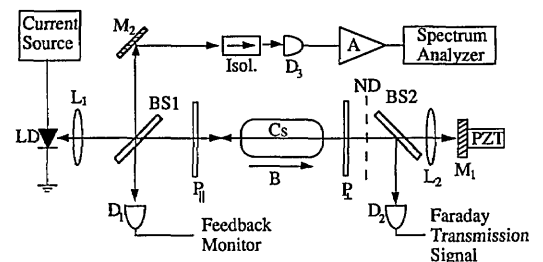 Current
Source
M₂
Isol.
D₃
A
Spectrum
Analyzer
L₁
BS1
ND
BS2
LD
Cs
PZT
B
P∥
P⊥
L₂
M₁
D₁
Feedback
Monitor
D₂
Faraday
Transmission
Signal